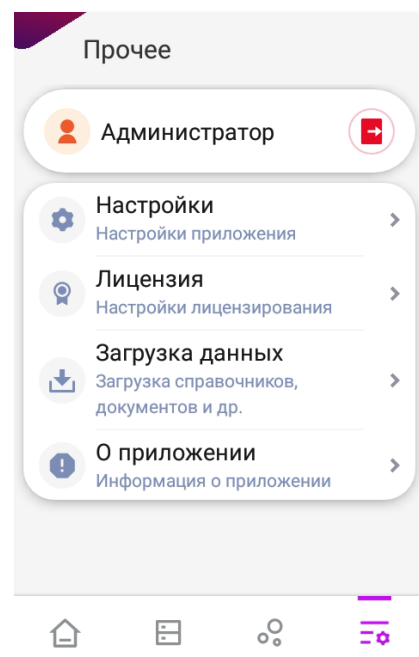 Прочее
Администратор
Настройки
Настройки приложения
Лицензия
Настройки лицензирования
Загрузка данных
Загрузка справочников,
документов и др.
О приложении
Информация о приложении